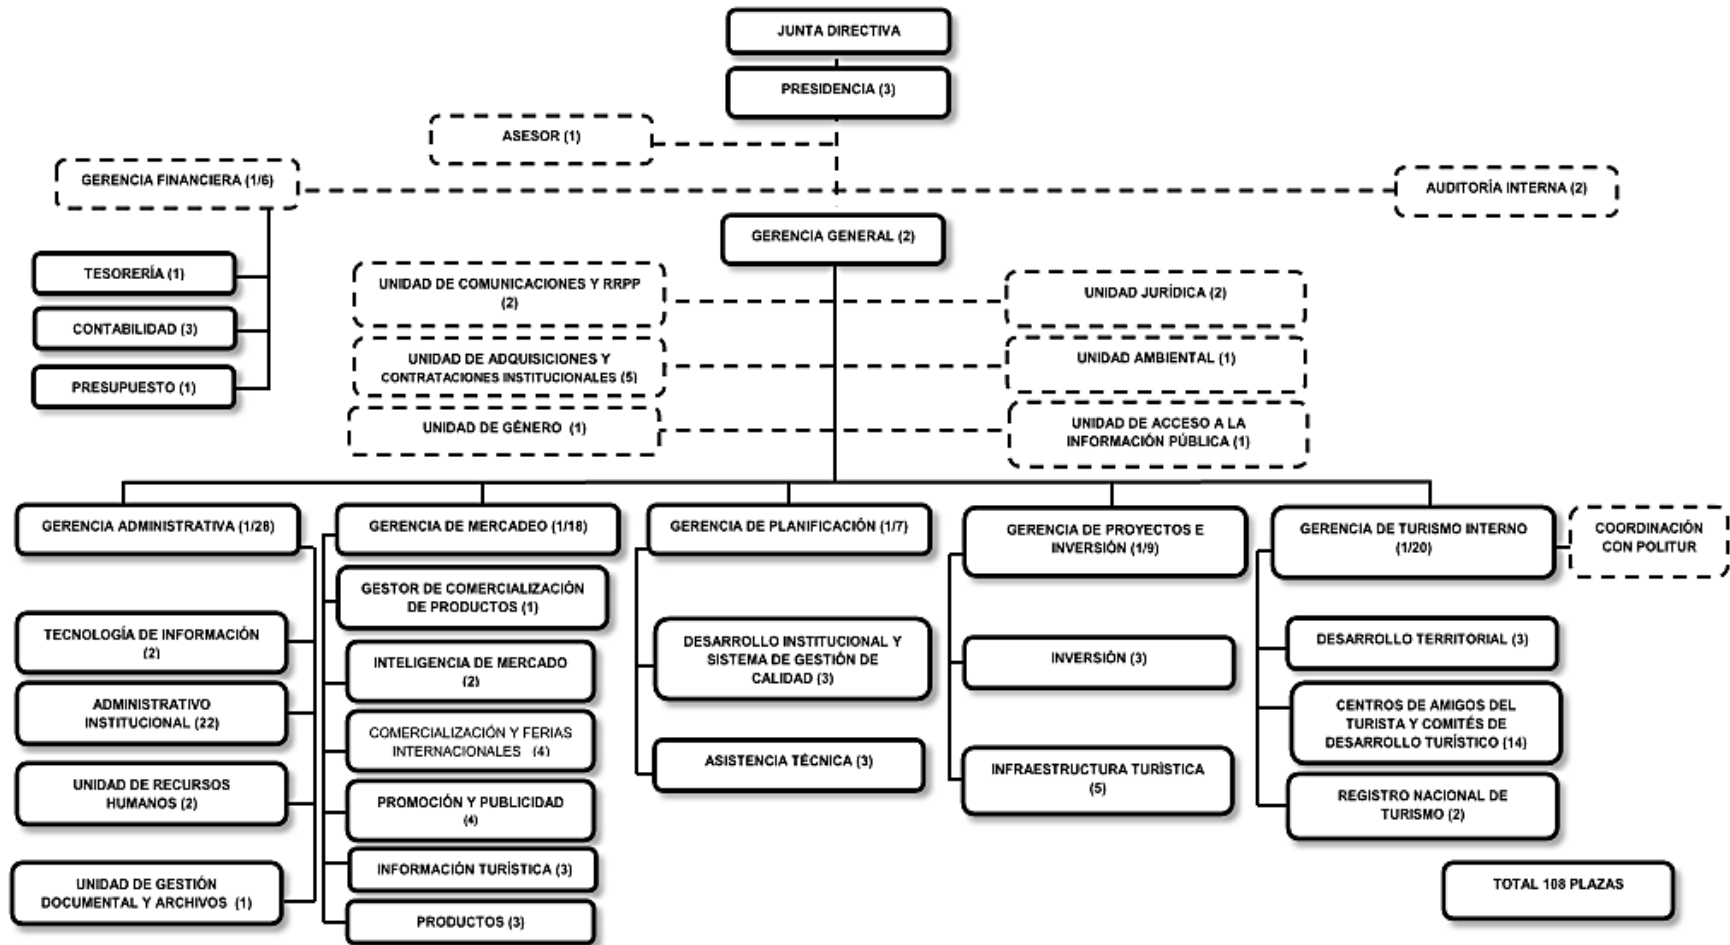 JUNTA DIRECTIVA
PRESIDENCIA (3)
ASESOR (1)
GERENCIA FINANCIERA (1/6)
AUDITORÍA INTERNA (2)
GERENCIA GENERAL (2)
TESORERÍA (1)
CONTABILIDAD (3)
PRESUPUESTO (1)
UNIDAD DE COMUNICACIONES Y RRPP
(2)
UNIDAD JURÍDICA (2)
UNIDAD DE ADQUISICIONES Y
CONTRATACIONES INSTITUCIONALES (5)
UNIDAD AMBIENTAL (1)
UNIDAD DE GÉNERO (1)
UNIDAD DE ACCESO A LA
INFORMACIÓN PÚBLICA (1)
GERENCIA ADMINISTRATIVA (1/28)
TECNOLOGÍA DE INFORMACIÓN
(2)
ADMINISTRATIVO
INSTITUCIONAL (22)
UNIDAD DE RECURSOS
HUMANOS (2)
UNIDAD DE GESTIÓN
DOCUMENTAL Y ARCHIVOS (1)
GERENCIA DE MERCADEO (1/18)
GESTOR DE COMERCIALIZACIÓN
DE PRODUCTOS (1)
INTELIGENCIA DE MERCADO
(2)
COMERCIALIZACIÓN Y FERIAS
INTERNACIONALES (4)
PROMOCIÓN Y PUBLICIDAD
(4)
INFORMACIÓN TURÍSTICA (3)
PRODUCTOS (3)
GERENCIA DE PLANIFICACIÓN (1/7)
DESARROLLO INSTITUCIONAL Y
SISTEMA DE GESTIÓN DE
CALIDAD (3)
ASISTENCIA TÉCNICA (3)
GERENCIA DE PROYECTOS E
INVERSIÓN (1/9)
INVERSIÓN (3)
INFRAESTRUCTURA TURÌSTICA
(5)
GERENCIA DE TURISMO INTERNO
(1/20)
COORDINACIÓN
CON POLITUR
DESARROLLO TERRITORIAL (3)
CENTROS DE AMIGOS DEL
TURISTA Y COMITÉS DE
DESARROLLO TURÍSTICO (14)
REGISTRO NACIONAL DE
TURISMO (2)
TOTAL 108 PLAZAS